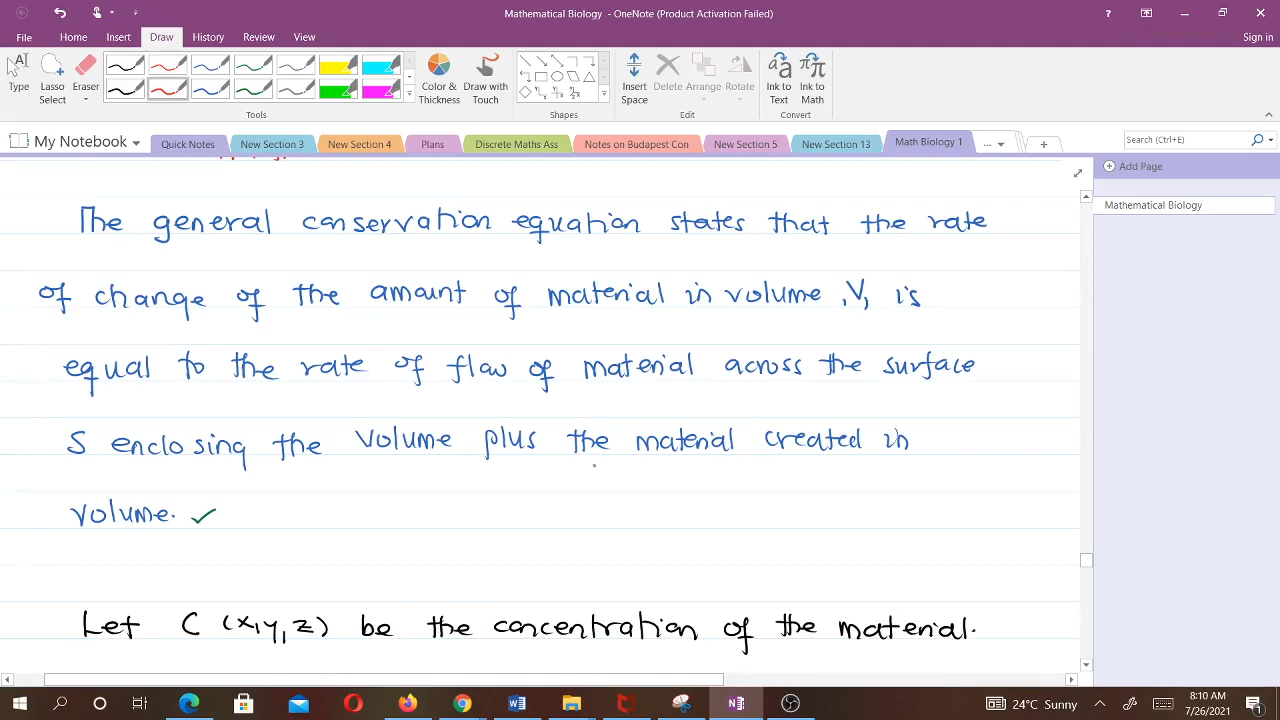 Mathematical Biology - OneNote (Product Activation Failed)
File Home Insert Draw History Review View Sign in
Type Lasso Select Eraser Color & Thickness Draw with Touch Insert Space Delete Arrange Rotate Ink to Text Ink to Math
Tools Shapes Edit Convert
My Notebook Quick Notes New Section 3 New Section 4 Plans Discrete Maths Ass Notes on Budapest Con New Section 5 New Section 13 Math Biology 1 ... Search (Ctrl+E)
Add Page
Mathematical Biology
The general conservation equation states that the rate
of change of the amount of material in volume ,V, is
equal to the rate of flow of material across the surface
S enclosing the volume plus the material created in
volume.
Let C (x,y,z) be the concentration of the material.
24°C Sunny 8:10 AM
7/26/2021